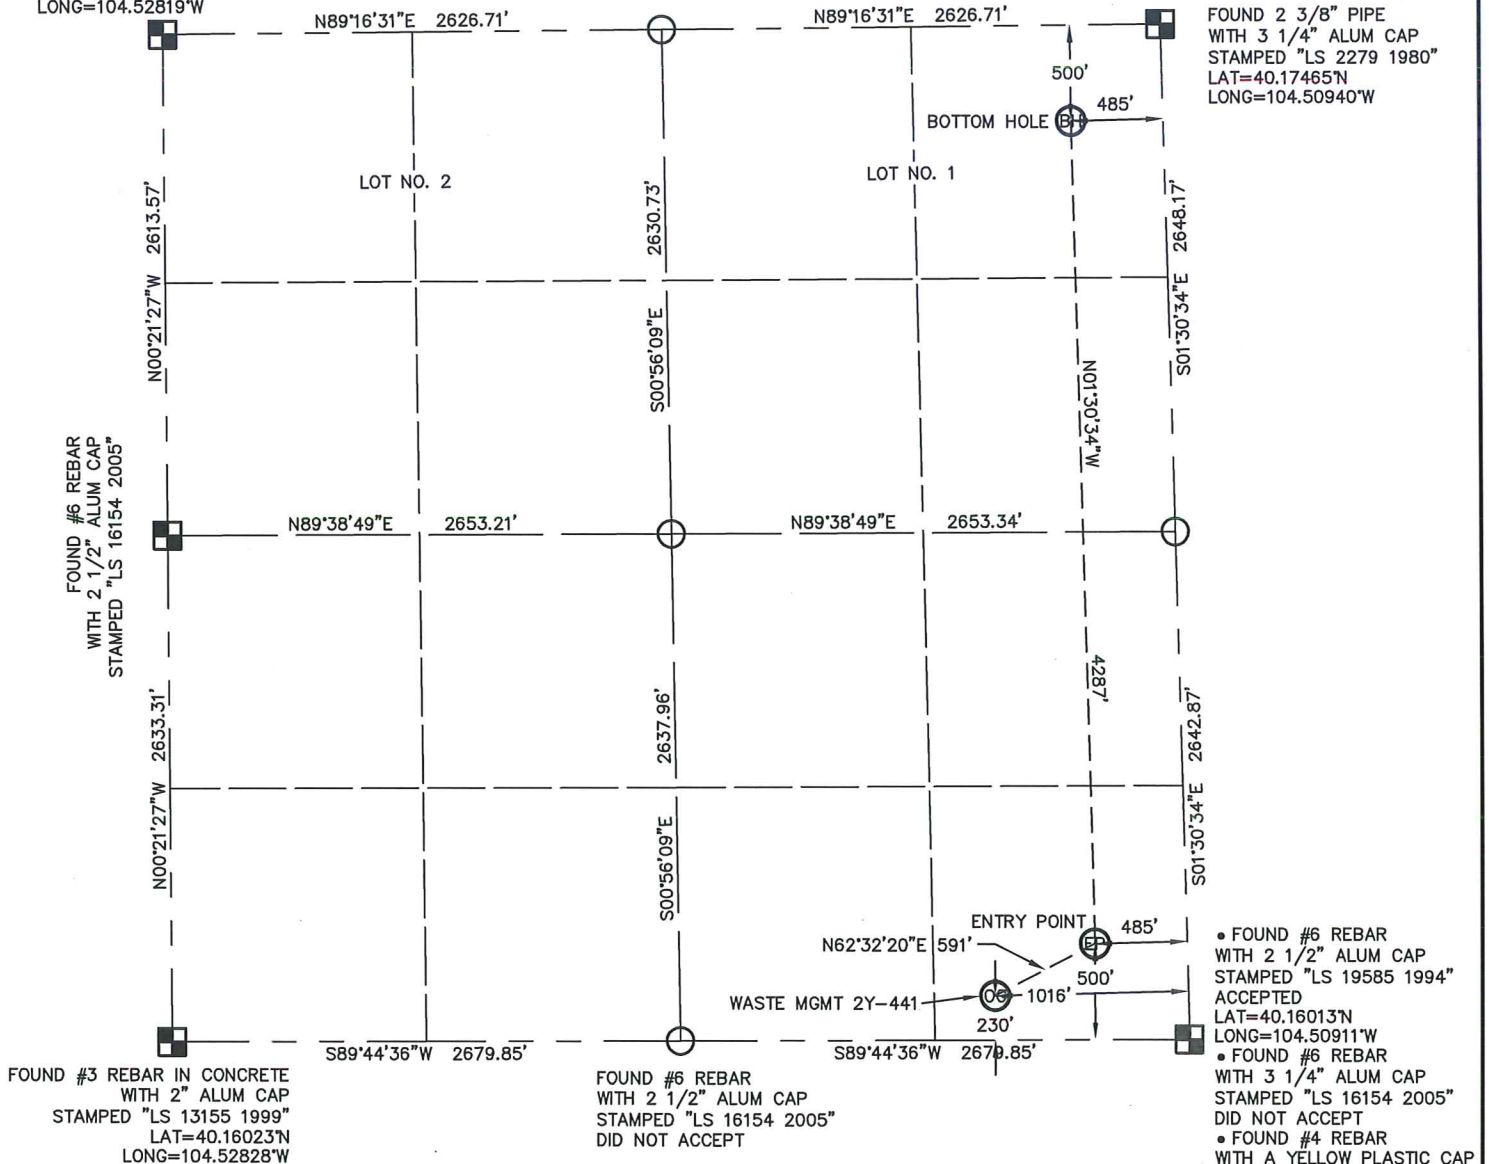 LONG=104.52819°W
N89°16'31"E 2626.71'
N89°16'31"E 2626.71'
FOUND 2 3/8" PIPE
WITH 3 1/4" ALUM CAP
STAMPED "LS 2279 1980"
LAT=40.17465°N
LONG=104.50940°W
500'
485'
BOTTOM HOLE
BH
LOT NO. 2
LOT NO. 1
N00°21'27"W 2613.57'
S00°56'09"E 2630.73'
S01°30'34"E 2648.17'
N01°30'34"W 4287'
FOUND #6 REBAR
WITH 2 1/2" ALUM CAP
STAMPED "LS 16154 2005"
N89°38'49"E 2653.21'
N89°38'49"E 2653.34'
N00°21'27"W 2633.31'
S00°56'09"E 2637.96'
S01°30'34"E 2642.87'
ENTRY POINT
EP
485'
N62°32'20"E 591'
500'
WASTE MGMT 2Y-441
OG
1016'
230'
S89°44'36"W 2679.85'
S89°44'36"W 2679.85'
• FOUND #6 REBAR
WITH 2 1/2" ALUM CAP
STAMPED "LS 19585 1994"
ACCEPTED
LAT=40.16013°N
LONG=104.50911°W
• FOUND #6 REBAR
WITH 3 1/4" ALUM CAP
STAMPED "LS 16154 2005"
DID NOT ACCEPT
• FOUND #4 REBAR
WITH A YELLOW PLASTIC CAP
FOUND #3 REBAR IN CONCRETE
WITH 2" ALUM CAP
STAMPED "LS 13155 1999"
LAT=40.16023°N
LONG=104.52828°W
FOUND #6 REBAR
WITH 2 1/2" ALUM CAP
STAMPED "LS 16154 2005"
DID NOT ACCEPT